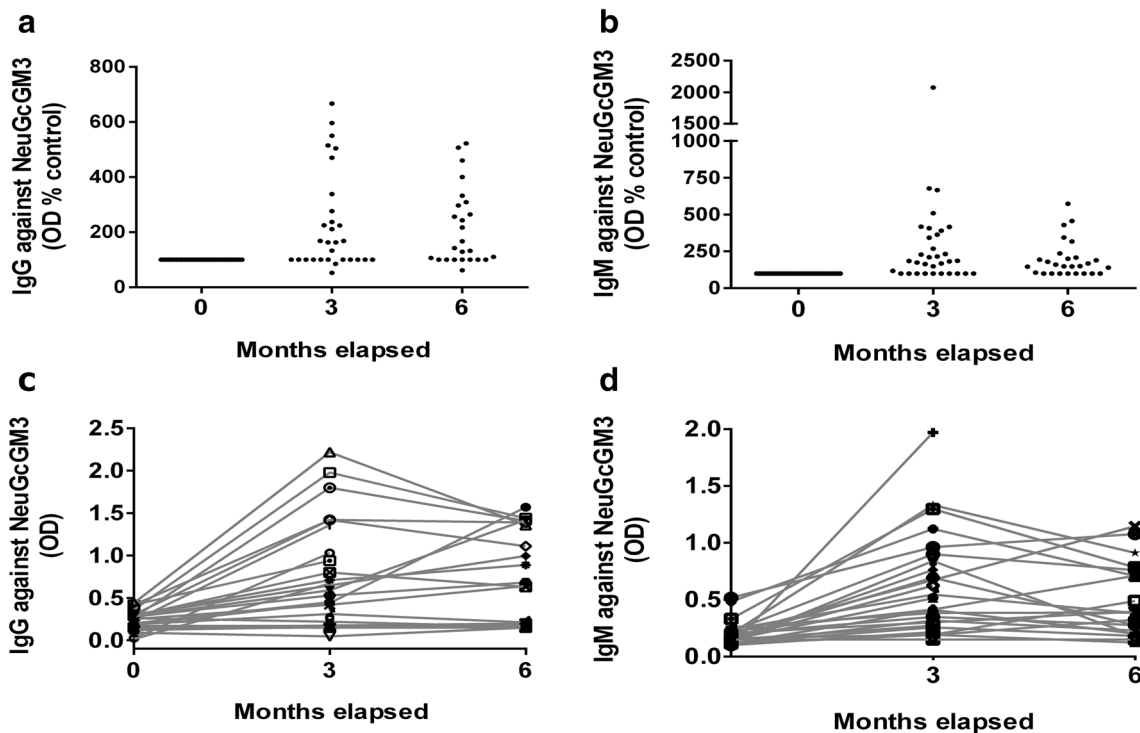 a
IgG against NeuGcGM3
(OD % control)
800
600
400
200
0
0
3
6
Months elapsed
b
IgM against NeuGcGM3
(OD % control)
2500
2000
1500
1000
750
500
250
0
0
3
6
Months elapsed
c
IgG against NeuGcGM3
(OD)
2.5
2.0
1.5
1.0
0.5
0.0
0
3
6
Months elapsed
d
IgM against NeuGcGM3
(OD)
2.0
1.5
1.0
0.5
0.0
3
6
Months elapsed